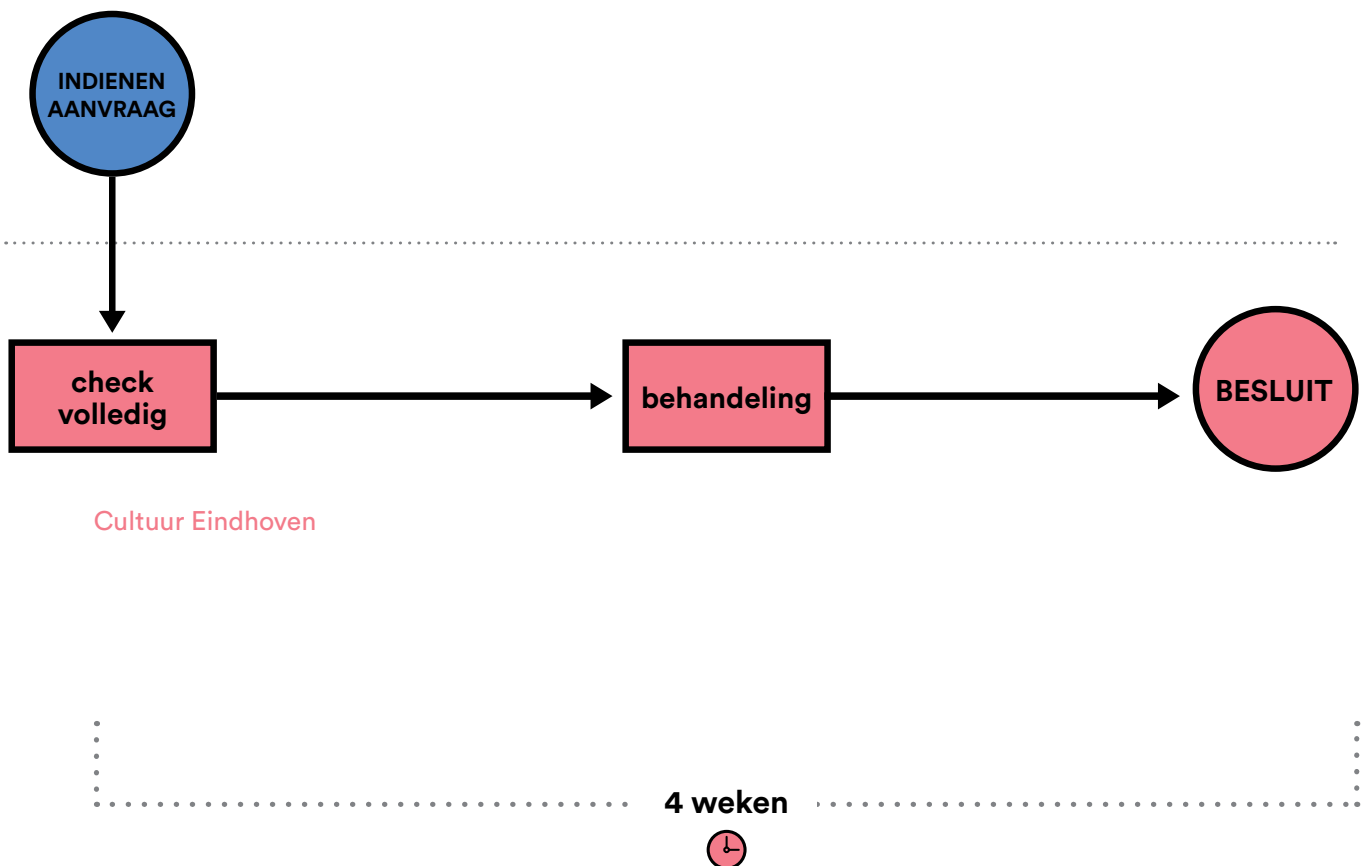 INDIENEN
AANVRAAG
check
volledig
behandeling
BESLUIT
Cultuur Eindhoven
4 weken